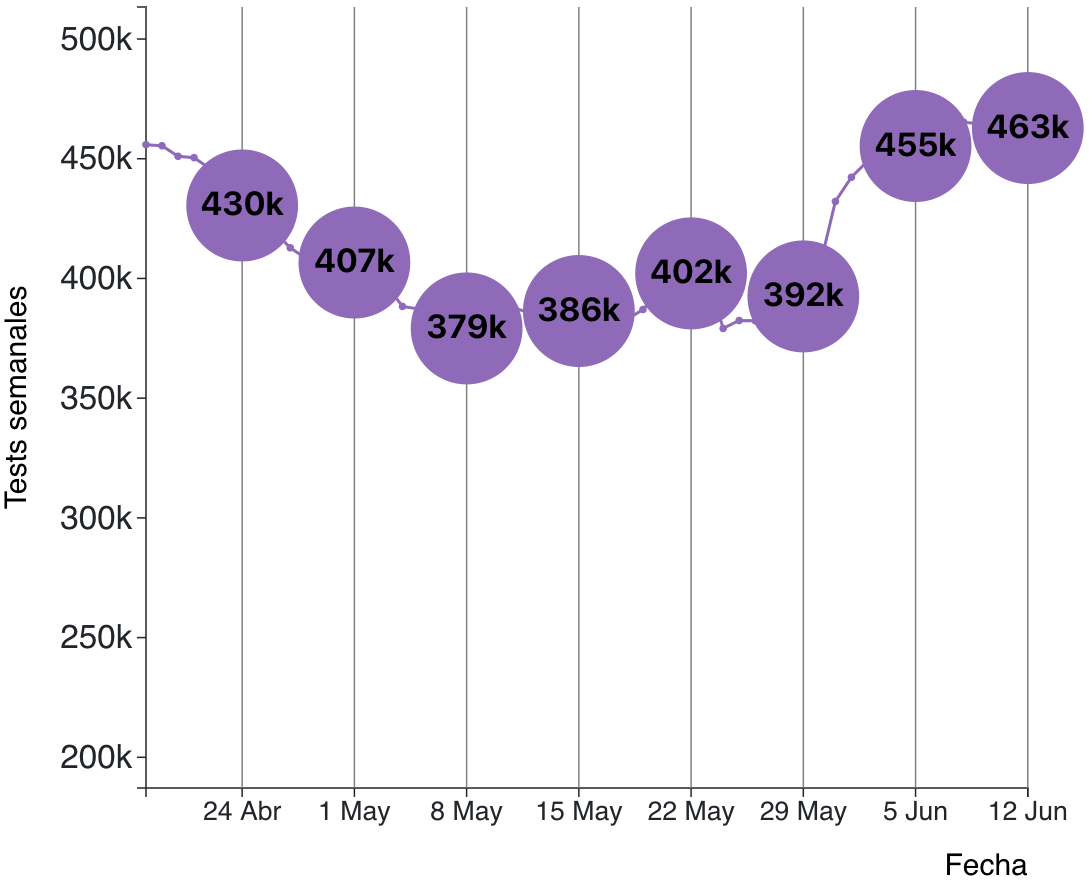 500k
450k
400k
350k
300k
250k
200k
Tests semanales
430k
407k
379k
386k
402k
392k
455k
463k
24 Abr
1 May
8 May
15 May
22 May
29 May
5 Jun
12 Jun
Fecha